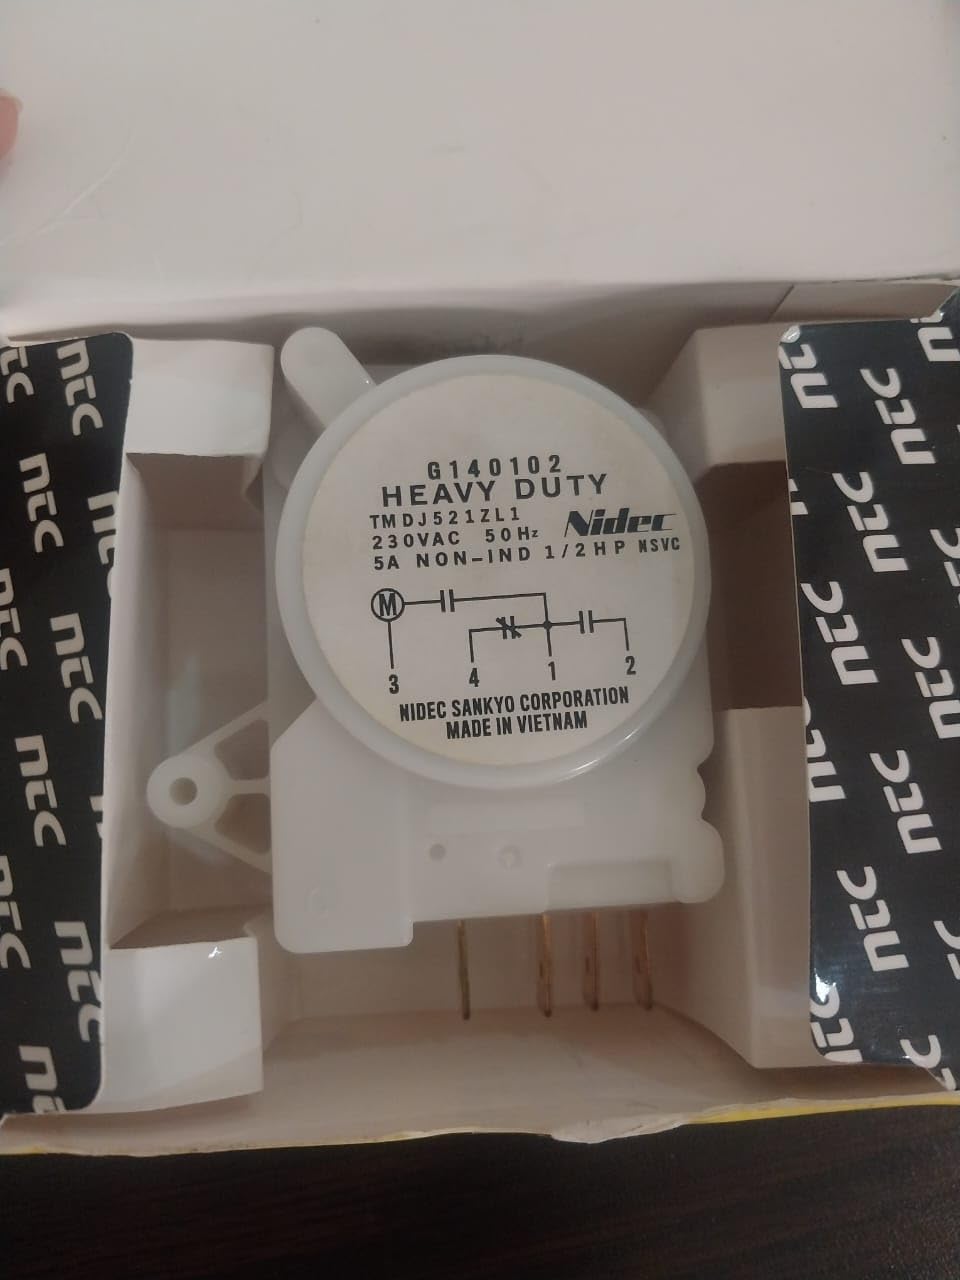 G140102
HEAVY DUTY
TMDJ521ZL1
Nidec
230VAC 50Hz
5A NON-IND 1/2HP NSVC
M
3 4 1 2
NIDEC SANKYO CORPORATION
MADE IN VIETNAM